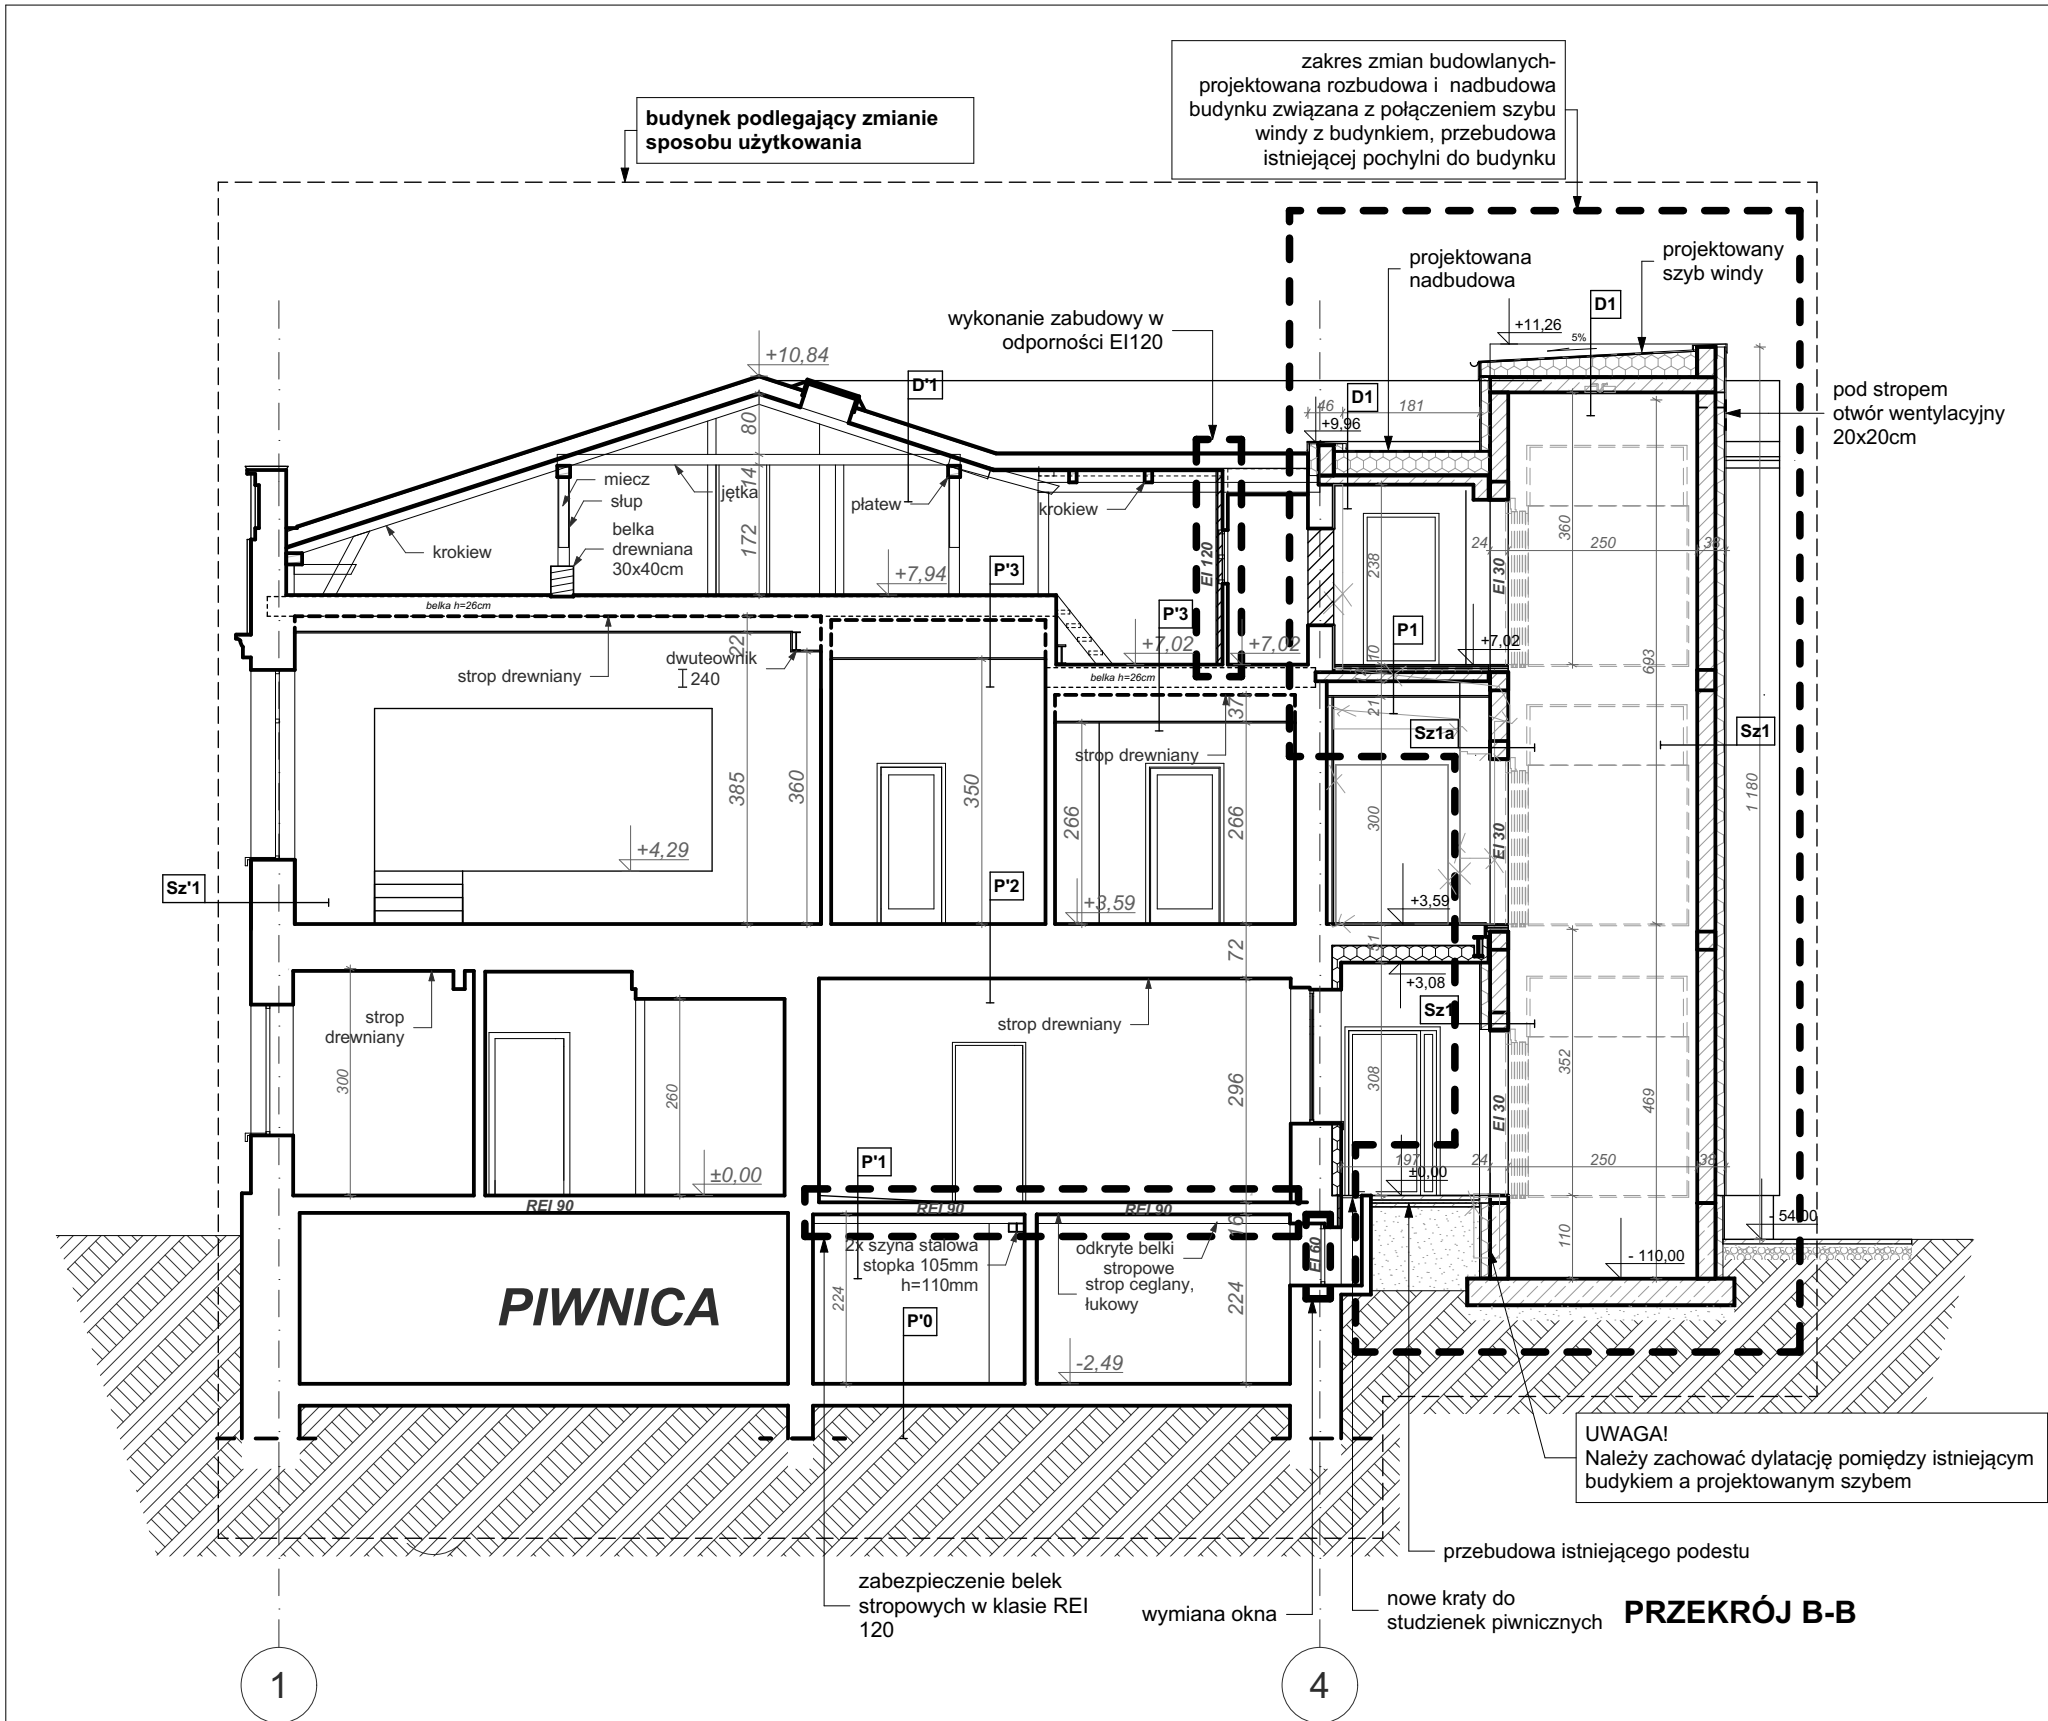 zakres zmian budowlanych-
projektowana rozbudowa i nadbudowa
budynku związana z połączeniem szybu
windy z budynkiem, przebudowa
istniejącej pochylni do budynku
budynek podlegający zmianie
sposobu użytkowania
projektowana
nadbudowa
projektowany
szyb windy
wykonanie zabudowy w
odporności EI120
D1
+11,26
5%
+10,84
D'1
46
D1
181
+9,96
pod stropem
otwór wentylacyjny
20x20cm
80
14
172
miecz
słup
belka
drewniana
30x40cm
jętka
płatew
krokiew
krokiew
EI 120
238
24
EI 30
360
250
38
+7,94
P'3
belka h=26cm
P'3
P1
+7,02
+7,02
+7,02
22
dwuteownik
240
strop drewniany
belka h=26cm
10
21
37
693
Sz1a
Sz1
strop drewniany
385
360
350
266
266
300
EI 30
1 180
+4,29
Sz'1
P'2
+3,59
+3,59
72
51
+3,08
Sz1
strop
drewniany
strop drewniany
300
260
296
308
352
469
EI 30
P'1
±0,00
197
±0,00
24
250
38
REI 90
REI 90
REI 90
16
- 54,00
2x szyna stalowa
stopka 105mm
h=110mm
odkryte belki
stropowe
strop ceglany,
łukowy
EI 60
110
- 110,00
PIWNICA
224
224
P'0
-2,49
UWAGA!
Należy zachować dylatację pomiędzy istniejącym
budykiem a projektowanym szybem
przebudowa istniejącego podestu
zabezpieczenie belek
stropowych w klasie REI
120
wymiana okna
nowe kraty do
studzienek piwnicznych
PRZEKRÓJ B-B
1
4